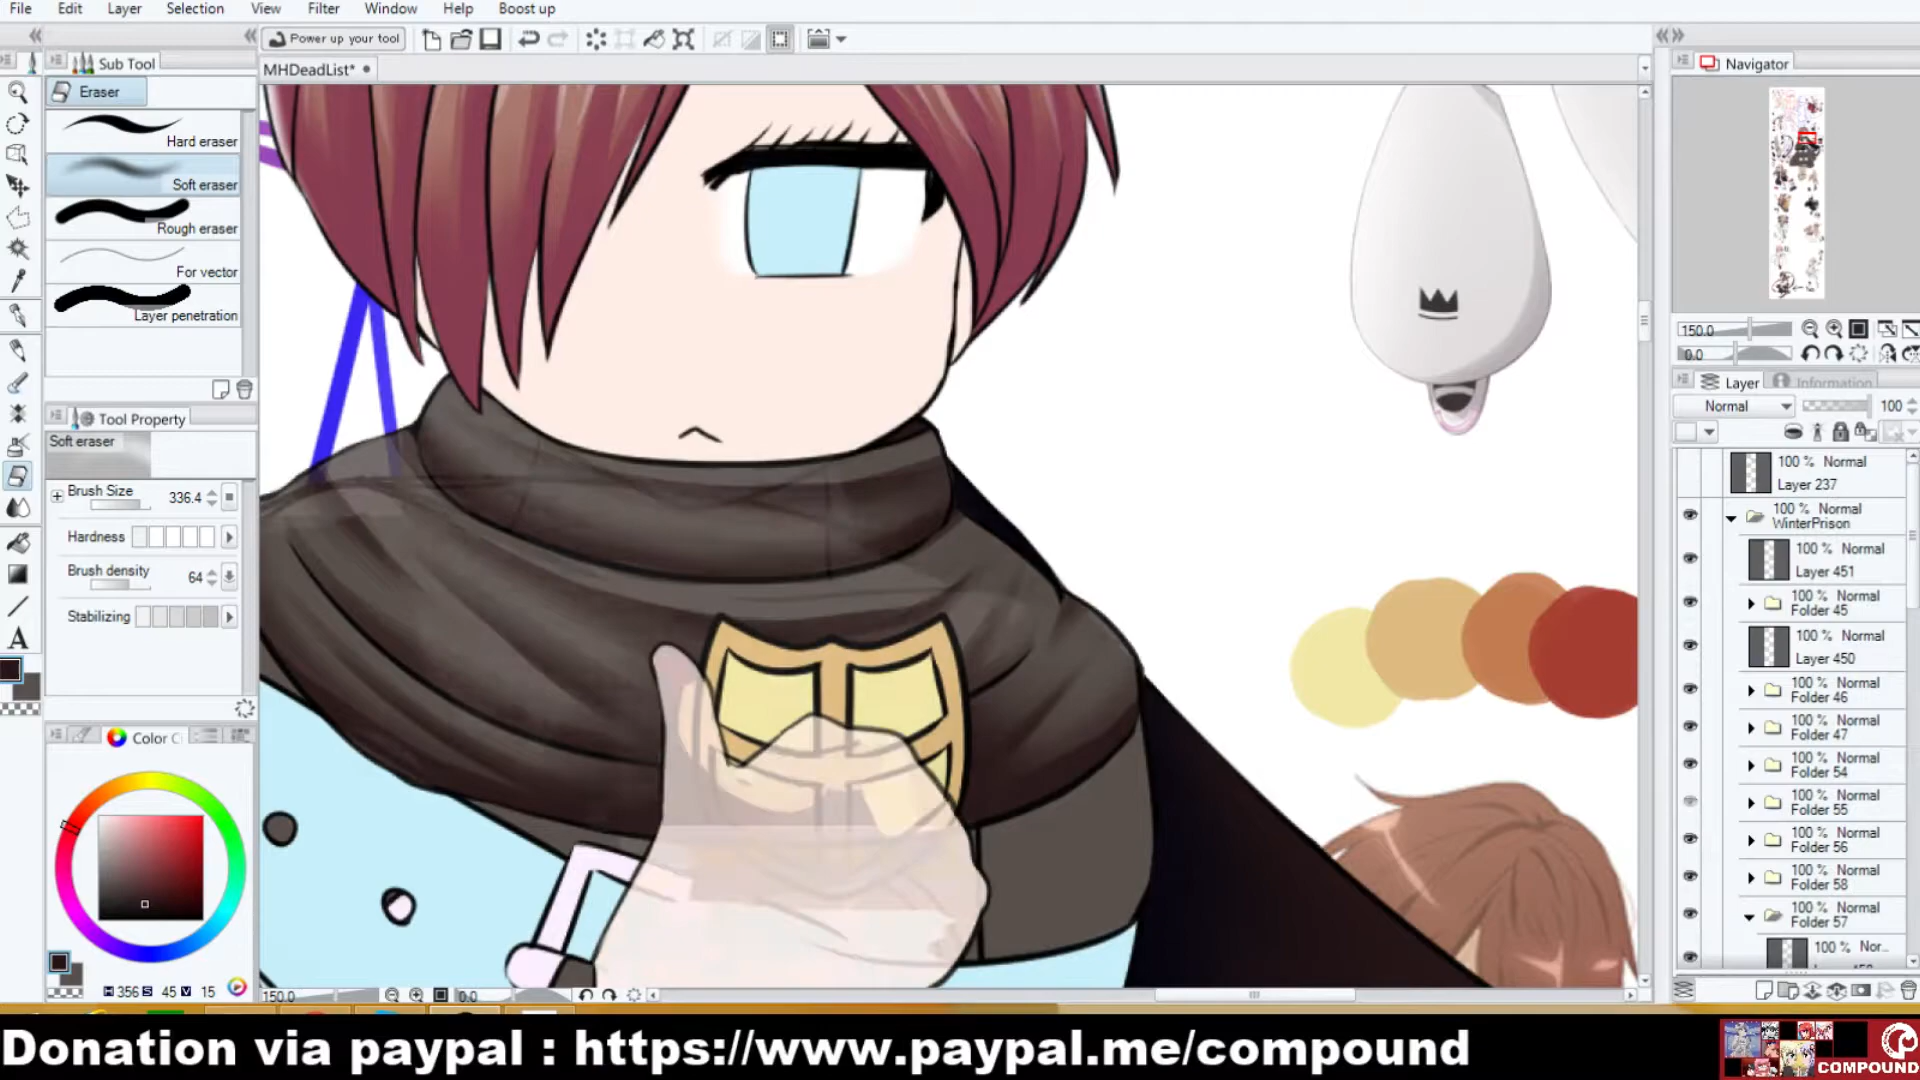 File Edit Layer Selection View Filter Window Help Boost up
Power up your tool
Sub Tool
MHDeadList*
Navigator
Eraser
Hard eraser
Soft eraser
Rough eraser
For vector
Layer penetration
150.0
0.0
Layer Information
Normal 100
100 % Normal
Layer 237
100 % Normal
WinterPrison
100 % Normal
Layer 451
100 % Normal
Folder 45
100 % Normal
Layer 450
100 % Normal
Folder 46
100 % Normal
Folder 47
100 % Normal
Folder 54
100 % Normal
Folder 55
100 % Normal
Folder 56
100 % Normal
Folder 58
100 % Normal
Folder 57
100 % Nor...
Tool Property
Soft eraser
Brush Size 336.4
Hardness
Brush density 64
Stabilizing
A
Color C
H 356 S 45 V 15
150.0 0.0
Donation via paypal : https://www.paypal.me/compound
COMPOUND